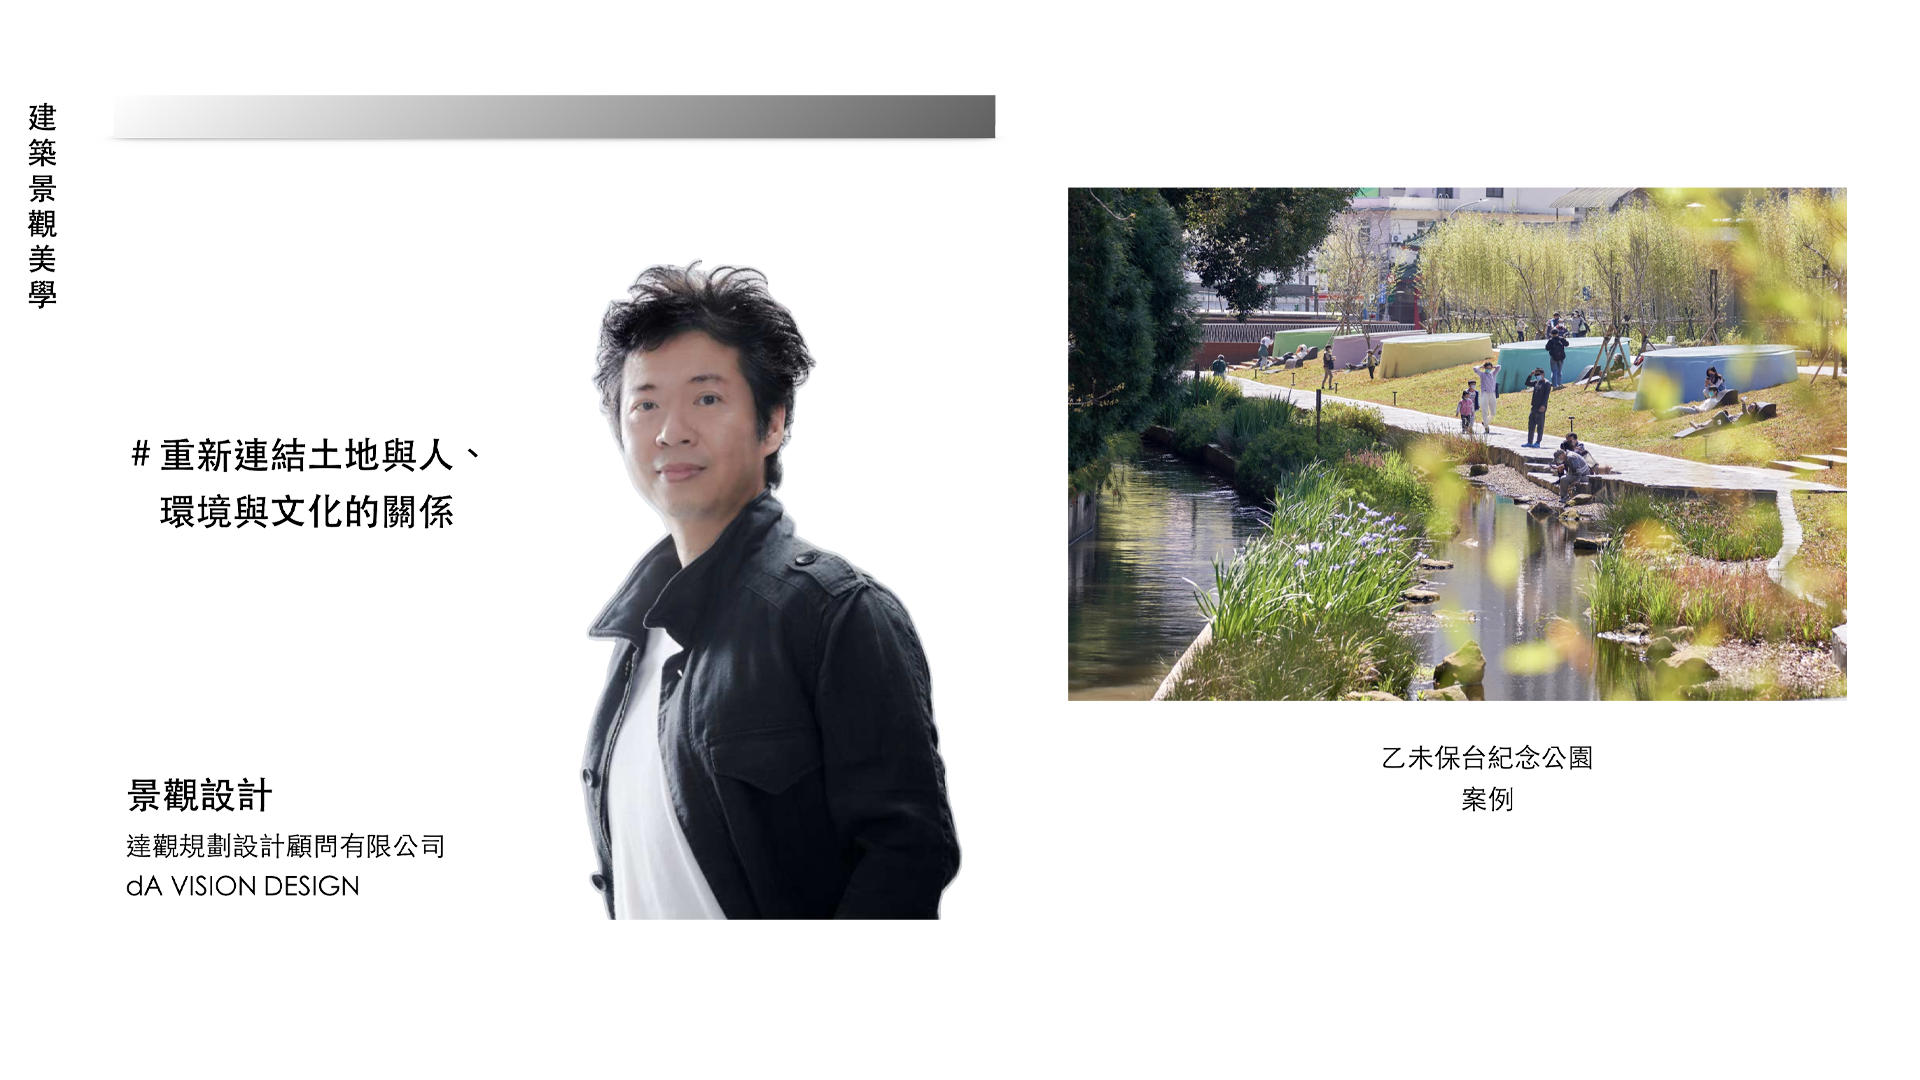 建築景觀美學
# 重新連結土地與人、
環境與文化的關係
景觀設計
達觀規劃設計顧問有限公司
dA VISION DESIGN
乙未保台紀念公園
案例